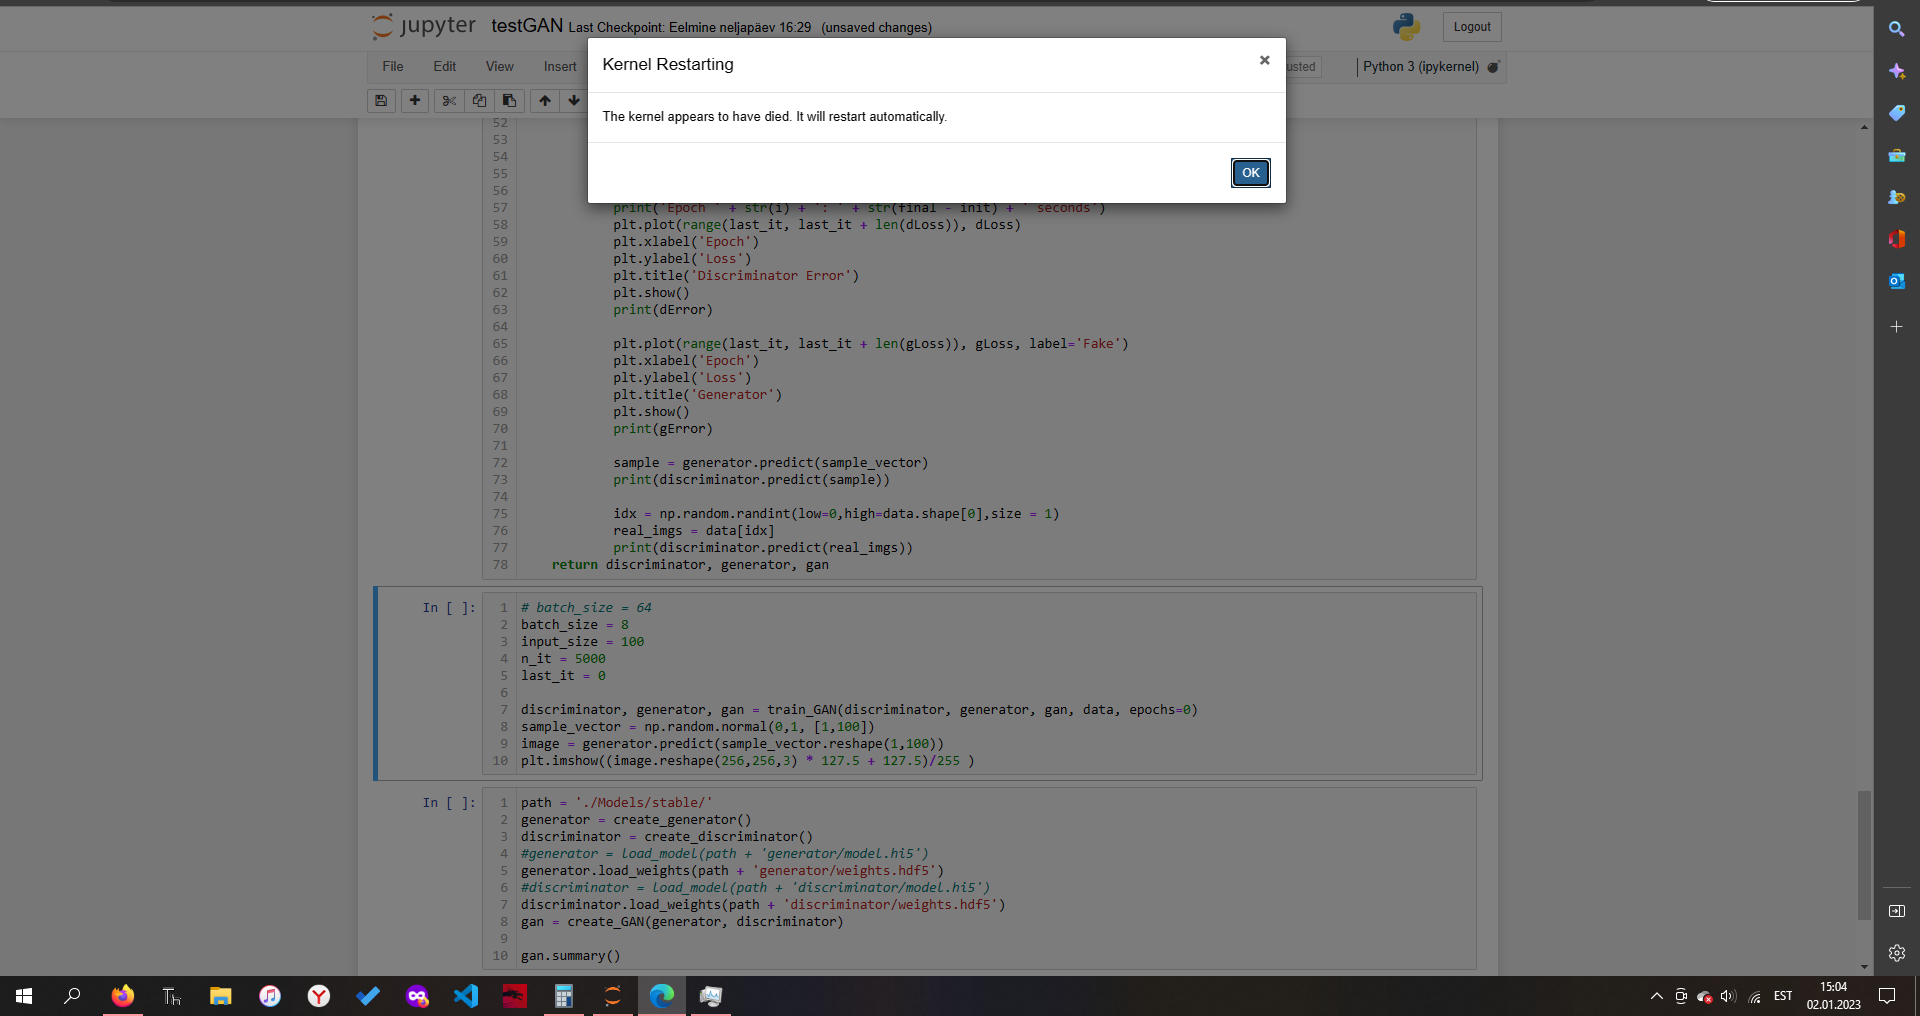 jupyter testGAN Last Checkpoint: Eelmine neljapäev 16:29 (unsaved changes)
Logout
Kernel Restarting
×
File Edit View Insert
usted
Python 3 (ipykernel)
The kernel appears to have died. It will restart automatically.
OK
52
53
54
55
56
57 print('Epoch ' + str(i) + ': ' + str(final - init) + ' seconds')
58 plt.plot(range(last_it, last_it + len(dLoss)), dLoss)
59 plt.xlabel('Epoch')
60 plt.ylabel('Loss')
61 plt.title('Discriminator Error')
62 plt.show()
63 print(dError)
64
65 plt.plot(range(last_it, last_it + len(gLoss)), gLoss, label='Fake')
66 plt.xlabel('Epoch')
67 plt.ylabel('Loss')
68 plt.title('Generator')
69 plt.show()
70 print(gError)
71
72 sample = generator.predict(sample_vector)
73 print(discriminator.predict(sample))
74
75 idx = np.random.randint(low=0,high=data.shape[0],size = 1)
76 real_imgs = data[idx]
77 print(discriminator.predict(real_imgs))
78 return discriminator, generator, gan
In [ ]:
1 # batch_size = 64
2 batch_size = 8
3 input_size = 100
4 n_it = 5000
5 last_it = 0
6
7 discriminator, generator, gan = train_GAN(discriminator, generator, gan, data, epochs=0)
8 sample_vector = np.random.normal(0,1, [1,100])
9 image = generator.predict(sample_vector.reshape(1,100))
10 plt.imshow((image.reshape(256,256,3) * 127.5 + 127.5)/255 )
In [ ]:
1 path = './Models/stable/'
2 generator = create_generator()
3 discriminator = create_discriminator()
4 #generator = load_model(path + 'generator/model.hi5')
5 generator.load_weights(path + 'generator/weights.hdf5')
6 #discriminator = load_model(path + 'discriminator/model.hi5')
7 discriminator.load_weights(path + 'discriminator/weights.hdf5')
8 gan = create_GAN(generator, discriminator)
9
10 gan.summary()
EST
15:04
02.01.2023